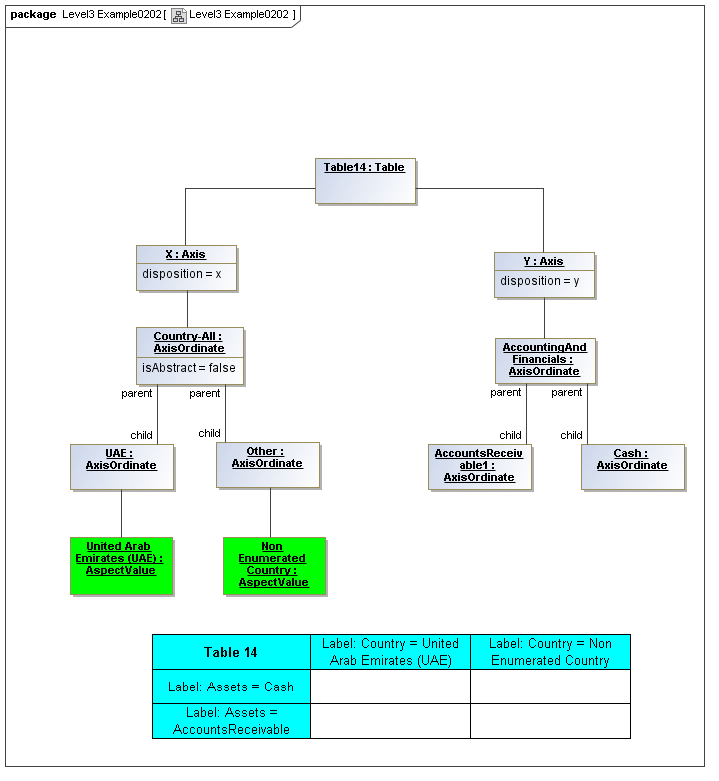 package Level3 Example0202 [ Level3 Example0202 ]
Table14 : Table
X : Axis
disposition = x
Y : Axis
disposition = y
Country-All :
AxisOrdinate
isAbstract = false
AccountingAnd
Financials :
AxisOrdinate
parent parent
child child
parent parent
child child
UAE :
AxisOrdinate
Other :
AxisOrdinate
AccountsReceiv
able1 :
AxisOrdinate
Cash :
AxisOrdinate
United Arab
Emirates (UAE) :
AspectValue
Non
Enumerated
Country :
AspectValue
Table 14
Label: Country = United
Arab Emirates (UAE)
Label: Country = Non
Enumerated Country
Label: Assets = Cash
Label: Assets =
AccountsReceivable